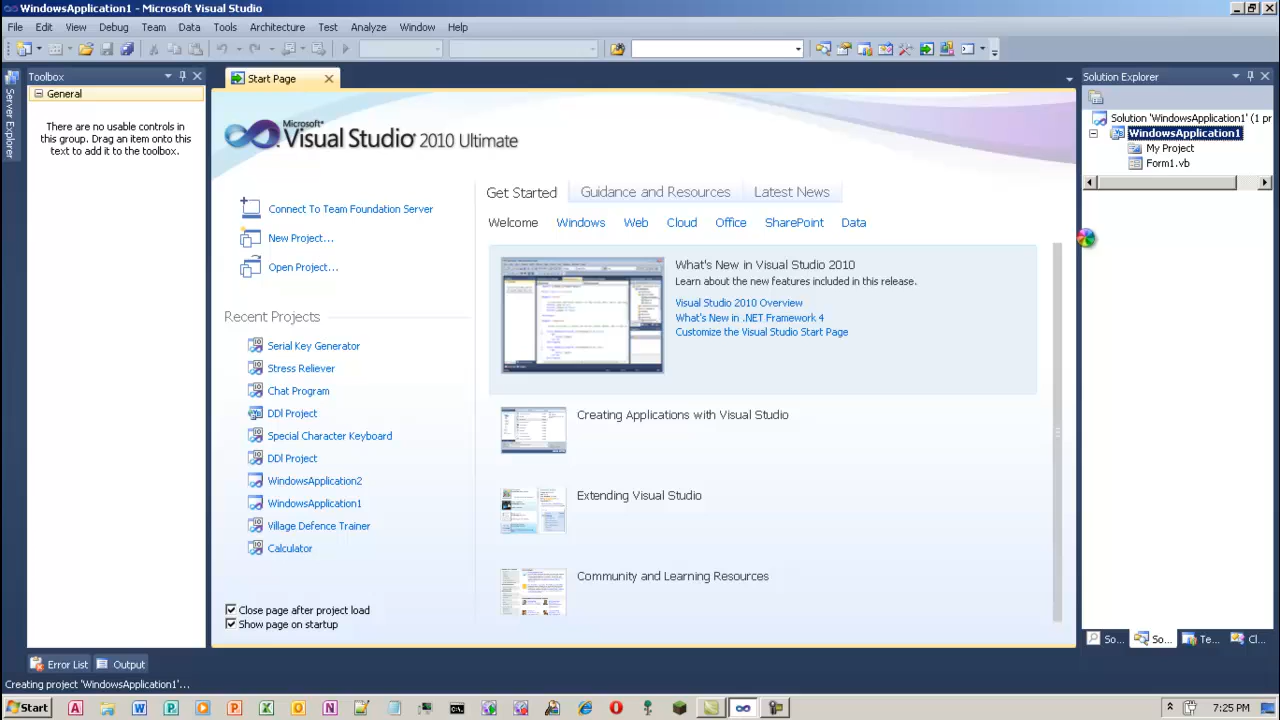 WindowsApplication1 - Microsoft Visual Studio
File Edit View Debug Team Data Tools Architecture Test Analyze Window Help
Toolbox
General
There are no usable controls in
this group. Drag an item onto this
text to add it to the toolbox.
Server Explorer
Start Page
Microsoft®
Visual Studio® 2010 Ultimate
Connect To Team Foundation Server
New Project...
Open Project...
Recent Projects
Serial Key Generator
Stress Reliever
Chat Program
DDl Project
Special Character Keyboard
DDl Project
WindowsApplication2
WindowsApplication1
Village Defence Trainer
Calculator
Close page after project load
Show page on startup
Get Started Guidance and Resources Latest News
Welcome Windows Web Cloud Office SharePoint Data
What's New in Visual Studio 2010
Learn about the new features included in this release.
Visual Studio 2010 Overview
What's New in .NET Framework 4
Customize the Visual Studio Start Page
Creating Applications with Visual Studio
Extending Visual Studio
Community and Learning Resources
Solution Explorer
Solution 'WindowsApplication1' (1 pr
WindowsApplication1
My Project
Form1.vb
So... So... Te... Cl...
Error List Output
Creating project 'WindowsApplication1'...
Start
7:25 PM